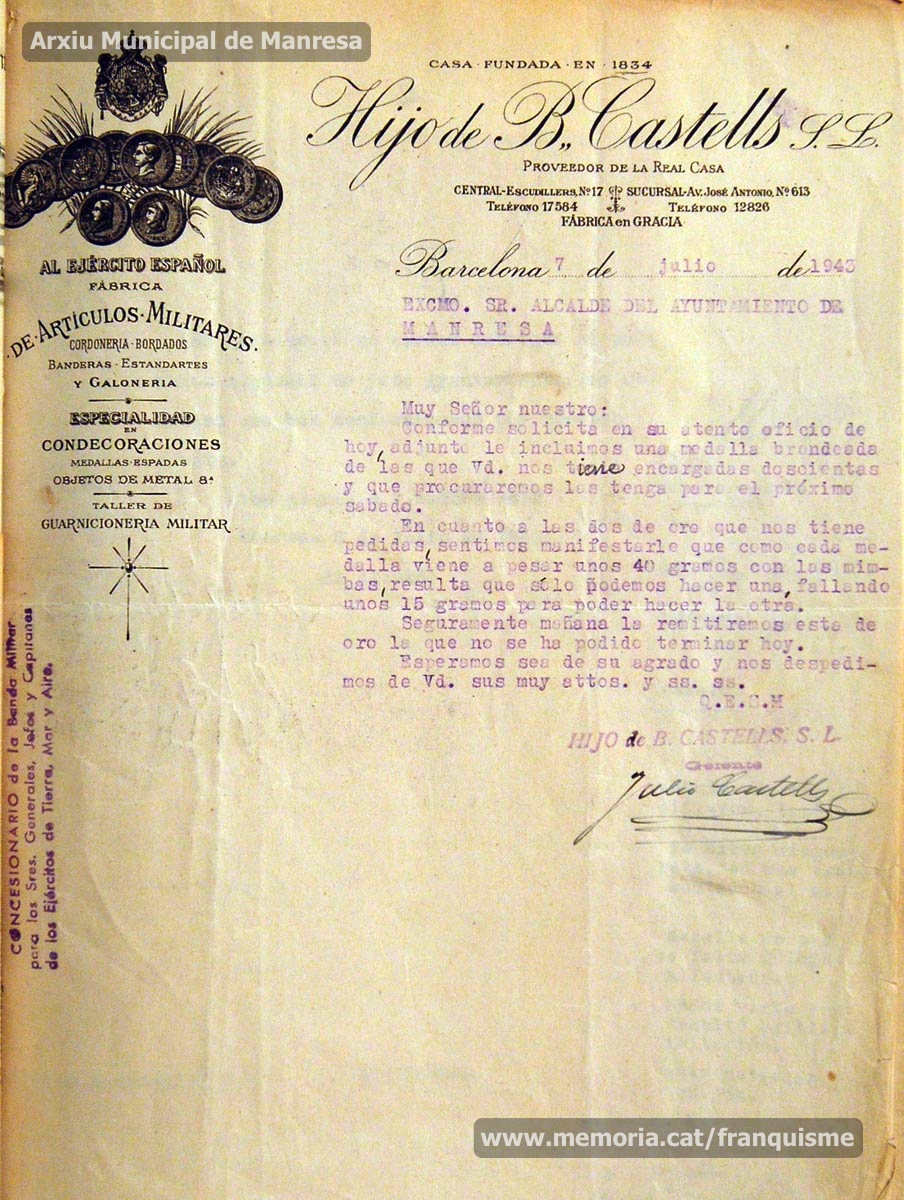 Arxiu Municipal de Manresa
CASA · FUNDADA · EN · 1834
Hijo de B. Castells S. L.
PROVEEDOR DE LA REAL CASA
CENTRAL-ESCUDILLERS, Nº 17 SUCURSAL-AV. JOSÉ ANTONIO, Nº 613
TELÉFONO 17584 TELÉFONO 12826
FÁBRICA en GRACIA
Barcelona 7 de julio de 1943
AL EJÉRCITO ESPAÑOL
FÁBRICA
DE·ARTÍCULOS·MILITARES.
CORDONERIA·BORDADOS
BANDERAS·ESTANDARTES
Y GALONERIA
ESPECIALIDAD
EN
CONDECORACIONES
MEDALLAS·ESPADAS
OBJETOS DE METAL &ª
TALLER DE
GUARNICIONERIA MILITAR
EXCMO. SR. ALCALDE DEL AYUNTAMIENTO DE
MANRESA
Muy Señor nuestro:
Conforme solicita en su atento oficio de
hoy, adjunto le incluimos una medalla bronceada
de las que Vd. nos tiene encargadas doscientas
y que procuraremos las tenga para el próximo
sabado.
En cuanto a las dos de oro que nos tiene
pedidas, sentimos manifestarle que como cada me-
dalla viene a pesar unos 40 gramos con las mim-
bas, resulta que sólo podemos hacer una, fallando
unos 15 gramos para poder hacer la otra.
Seguramente mañana la remitiremos esta de
oro la que no se ha podido terminar hoy.
Esperamos sea de su agrado y nos despedi-
mos de Vd. sus muy attos. y ss. ss.
Q.E.S.M
HIJO de B. CASTELLS, S. L.
Gerente
Julio Castells
CONCESIONARIO de la Banda Militar
para los Sres. Generales, Jefes y Capitanes
de los Ejércitos de Tierra, Mar y Aire.
www.memoria.cat/franquisme